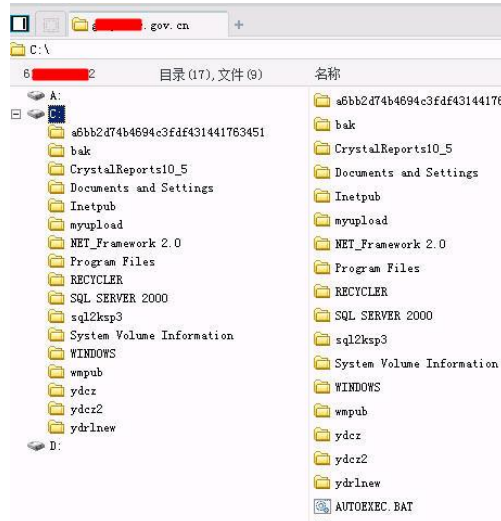 .gov.cn
+
C:\
6 2 目录(17),文件(9) 名称
A:
C:
a6bb2d74b4694c3fdf431441763451
bak
CrystalReports10_5
Documents and Settings
Inetpub
myupload
NET_Framework 2.0
Program Files
RECYCLER
SQL SERVER 2000
sql2ksp3
System Volume Information
WINDOWS
wmpub
ydcz
ydcz2
ydrlnew
D:
a6bb2d74b4694c3fdf43144176
bak
CrystalReports10_5
Documents and Settings
Inetpub
myupload
NET_Framework 2.0
Program Files
RECYCLER
SQL SERVER 2000
sql2ksp3
System Volume Information
WINDOWS
wmpub
ydcz
ydcz2
ydrlnew
AUTOEXEC.BAT